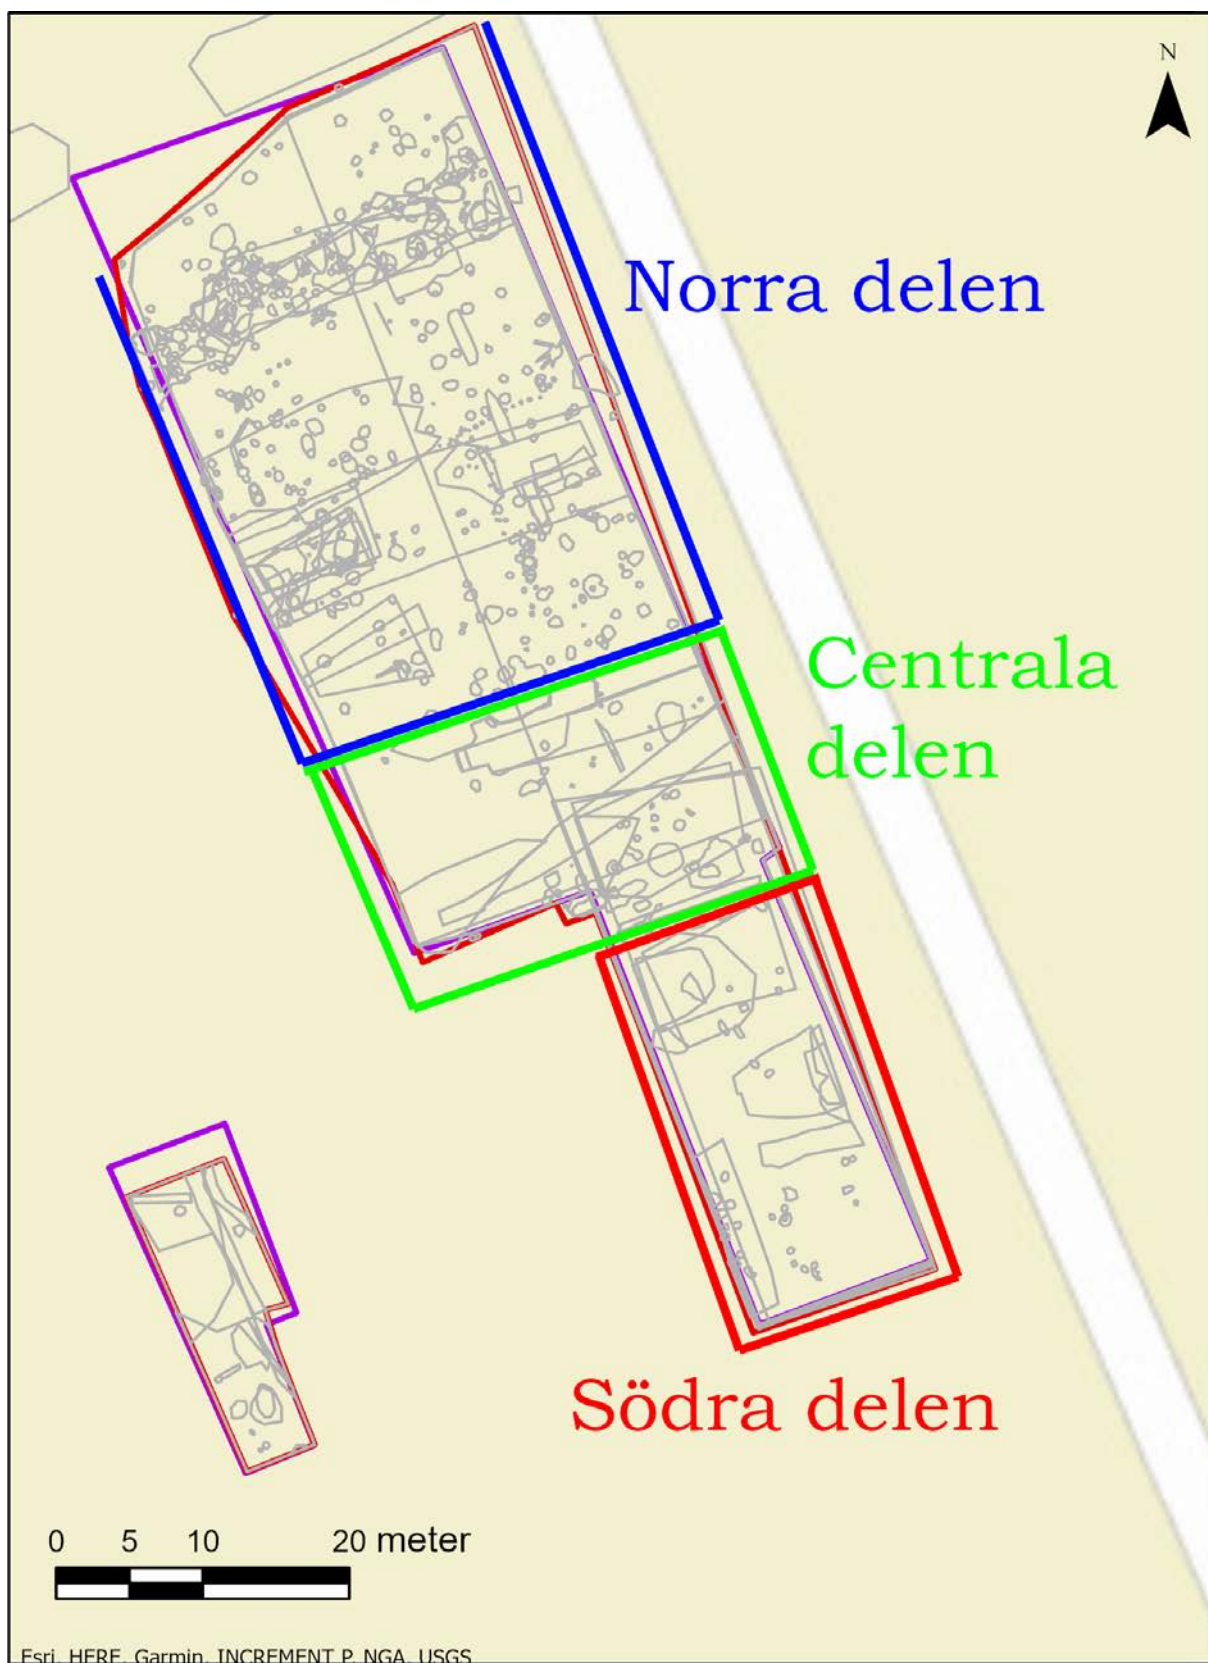 N
Norra delen
Centrala
delen
Södra delen
0 5 10 20 meter
Esri, HERE, Garmin, INCREMENT P, NGA, USGS